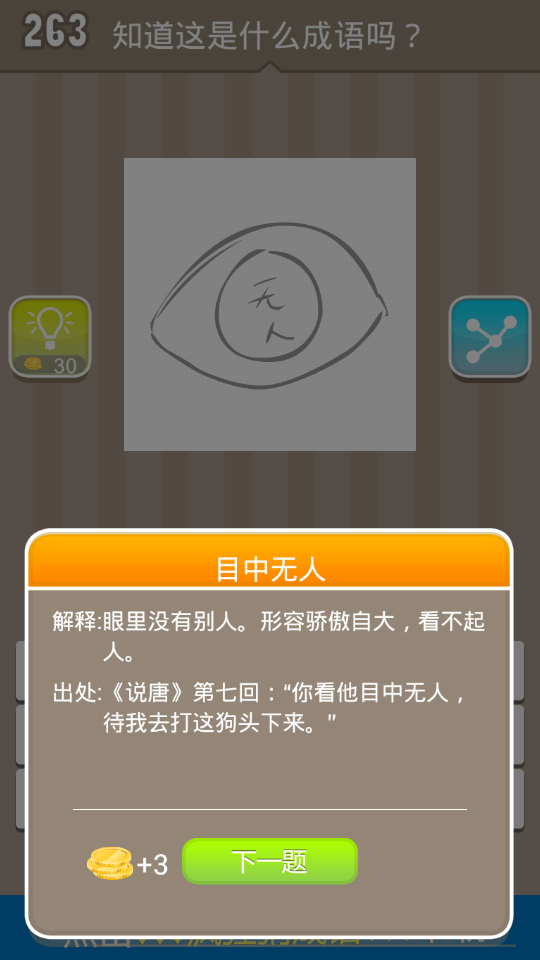 263
知道这是什么成语吗？
无
人
30
目中无人
解释:眼里没有别人。形容骄傲自大，看不起
人。
出处:《说唐》第七回：“你看他目中无人，
待我去打这狗头下来。”
+3
下一题